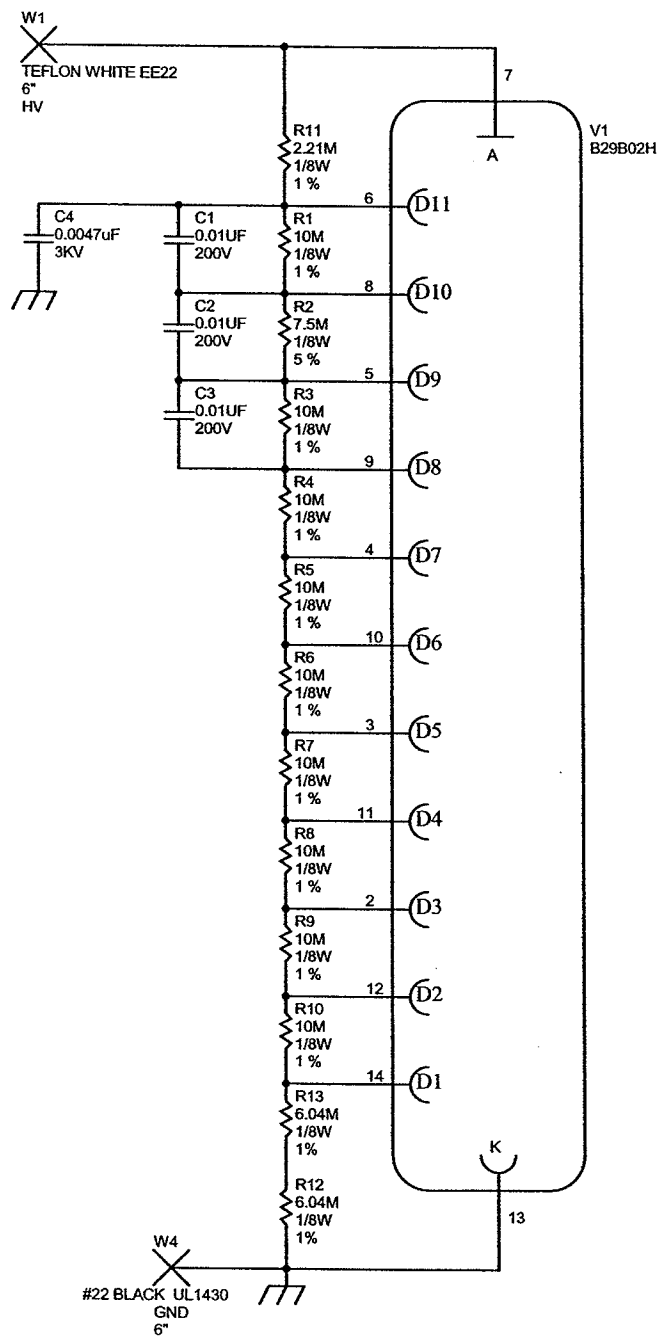 W1
TEFLON WHITE EE22
6"
HV
7
V1
B29B02H
A
R11
2.21M
1/8W
1 %
6
D11
C4
0.0047uF
3KV
C1
0.01UF
200V
R1
10M
1/8W
1 %
8
D10
C2
0.01UF
200V
R2
7.5M
1/8W
5 %
5
D9
C3
0.01UF
200V
R3
10M
1/8W
1 %
9
D8
R4
10M
1/8W
1 %
4
D7
R5
10M
1/8W
1 %
10
D6
R6
10M
1/8W
1 %
3
D5
R7
10M
1/8W
1 %
11
D4
R8
10M
1/8W
1 %
2
D3
R9
10M
1/8W
1 %
12
D2
R10
10M
1/8W
1 %
14
D1
R13
6.04M
1/8W
1%
K
R12
6.04M
1/8W
1%
13
W4
#22 BLACK UL1430
GND
6"